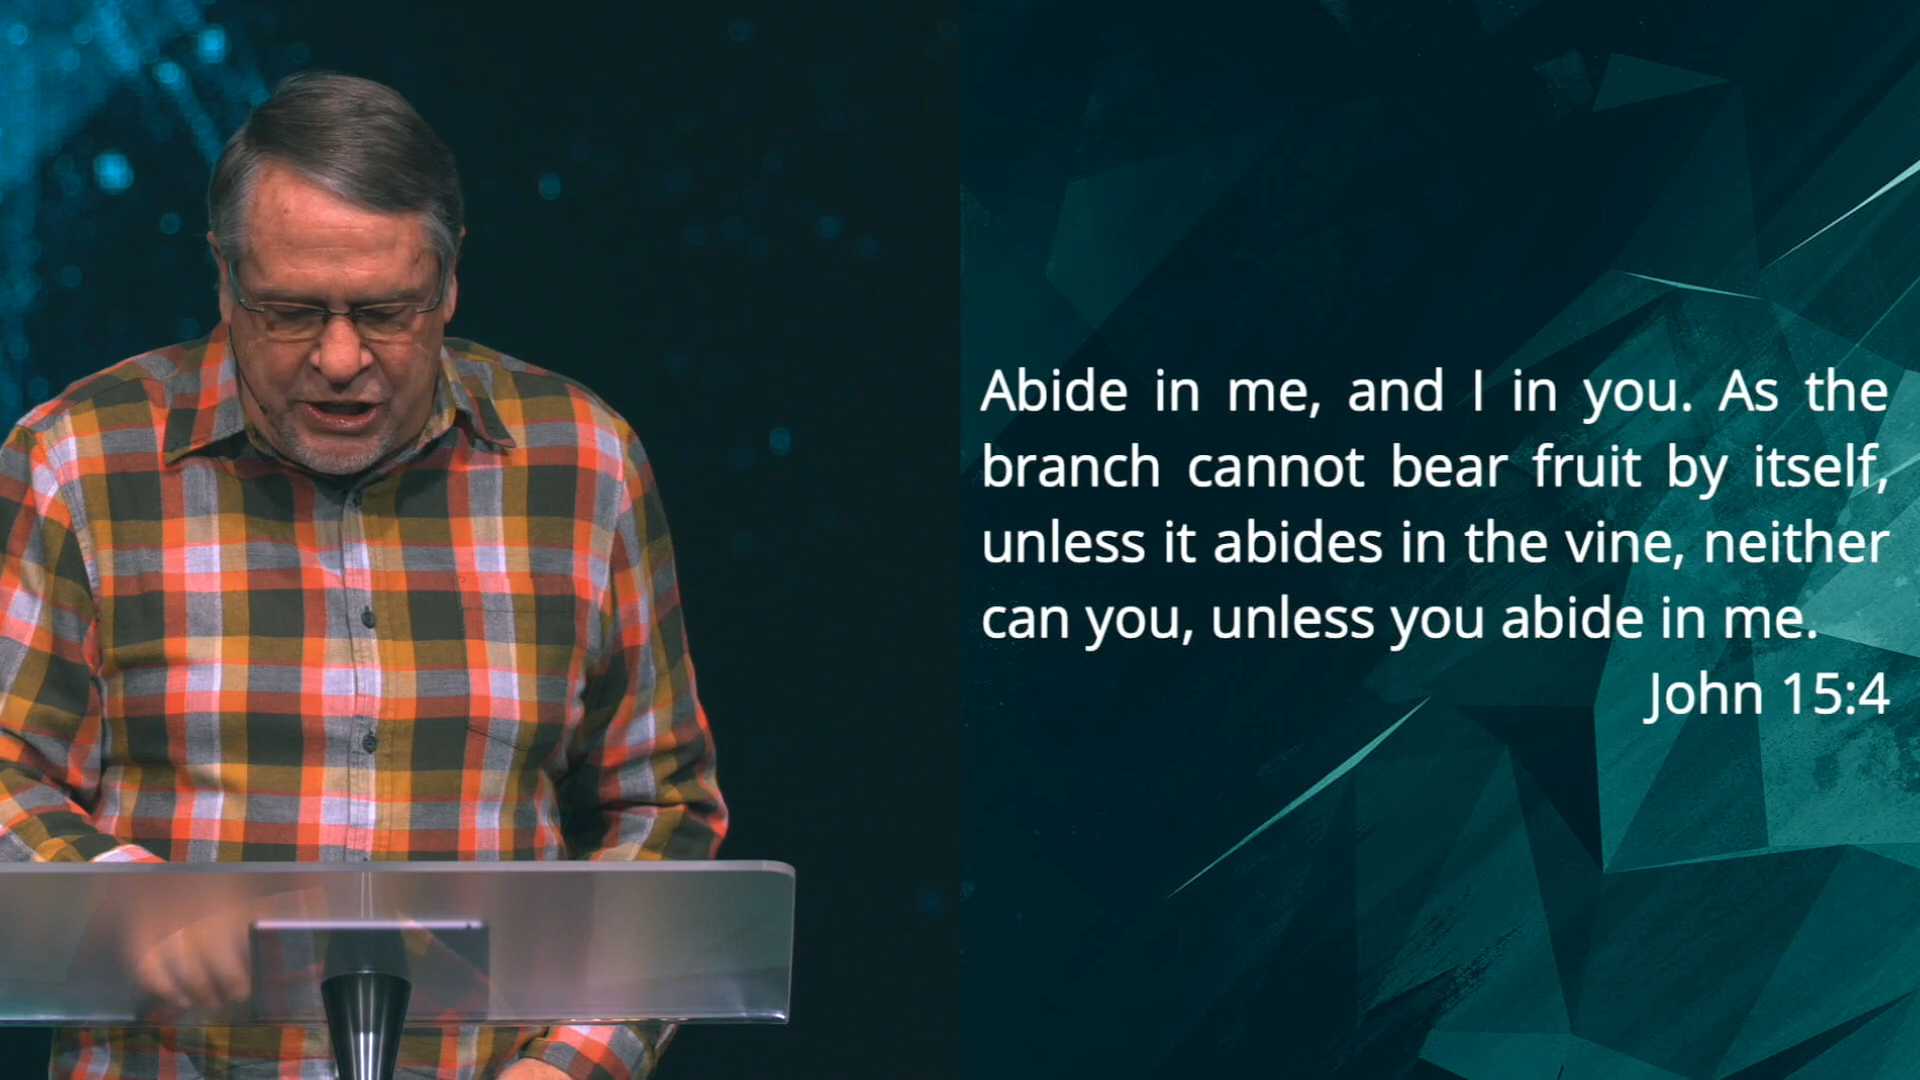 Abide in me, and I in you. As the
branch cannot bear fruit by itself,
unless it abides in the vine, neither
can you, unless you abide in me.
John 15:4